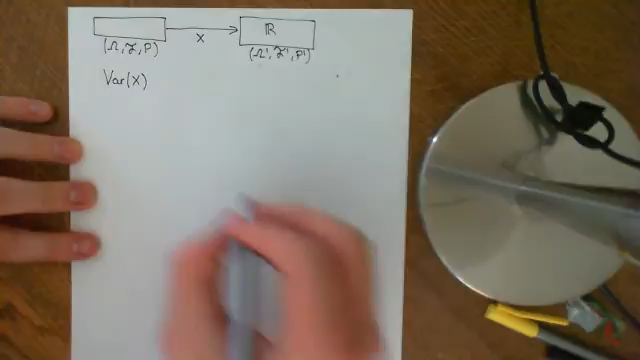 ℝ
X
(Ω, ℱ, P)
(Ω', ℱ', P')
Var(X)